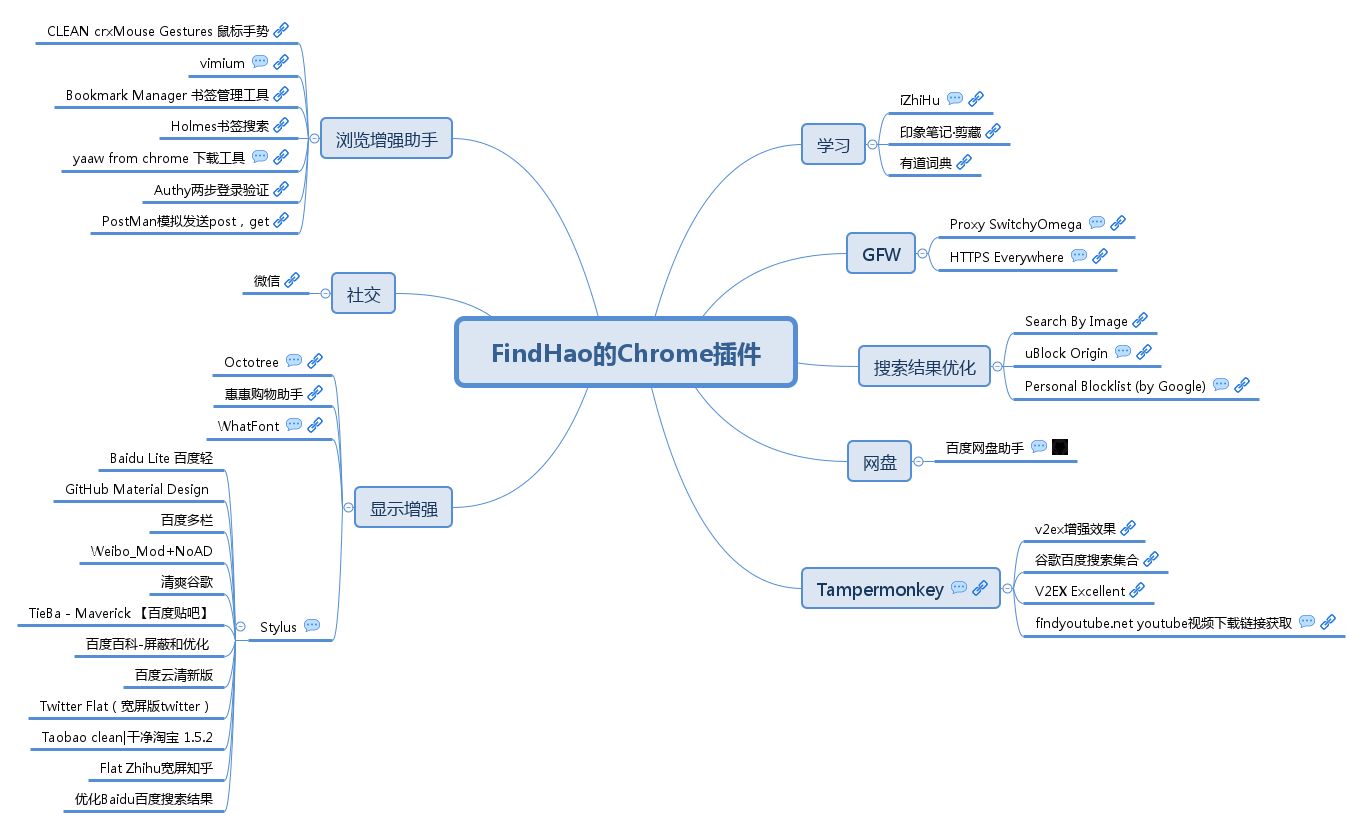 FindHao的Chrome插件
浏览增强助手
CLEAN crxMouse Gestures 鼠标手势
vimium
Bookmark Manager 书签管理工具
Holmes书签搜索
yaaw from chrome 下载工具
Authy两步登录验证
PostMan模拟发送post，get
社交
微信
显示增强
Octotree
惠惠购物助手
WhatFont
Stylus
Baidu Lite 百度轻
GitHub Material Design
百度多栏
Weibo_Mod+NoAD
清爽谷歌
TieBa - Maverick 【百度贴吧】
百度百科-屏蔽和优化
百度云清新版
Twitter Flat（宽屏版twitter）
Taobao clean|干净淘宝 1.5.2
Flat Zhihu宽屏知乎
优化Baidu百度搜索结果
学习
iZhiHu
印象笔记·剪藏
有道词典
GFW
Proxy SwitchyOmega
HTTPS Everywhere
搜索结果优化
Search By Image
uBlock Origin
Personal Blocklist (by Google)
网盘
百度网盘助手
Tampermonkey
v2ex增强效果
谷歌百度搜索集合
V2EX Excellent
findyoutube.net youtube视频下载链接获取